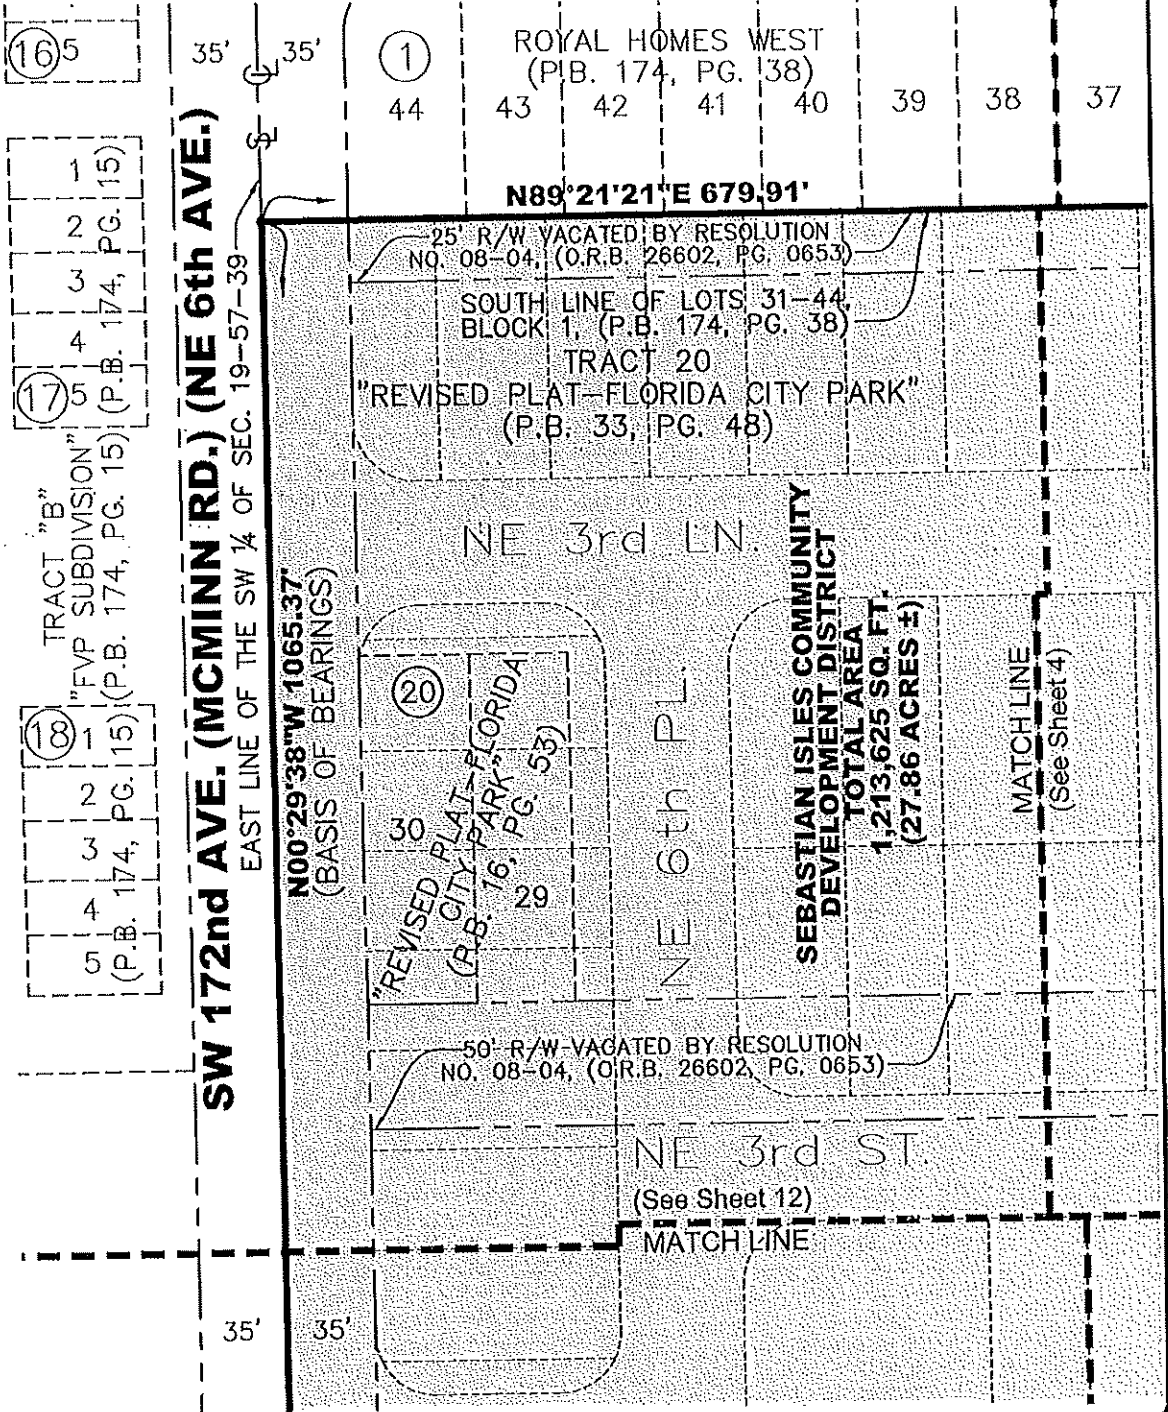 16 5
35'
35'
1
ROYAL HOMES WEST
(P.B. 174, PG. 38)
44
43
42
41
40
39
38
37
1
2
3
4
17 5
(P.B. 174, PG. 15)
TRACT "B"
"FVP SUBDIVISION"
(P.B. 174, PG. 15)
18 1
2
3
4
5
(P.B. 174, PG. 15)
SW 172nd AVE. (MCMINN RD.) (NE 6th AVE.)
EAST LINE OF THE SW 1/4 OF SEC. 19-57-39
N89°21'21"E 679.91'
25' R/W VACATED BY RESOLUTION
NO. 08-04, (O.R.B. 26602, PG. 0653)
SOUTH LINE OF LOTS 31-44,
BLOCK 1, (P.B. 174, PG. 38)
TRACT 20
"REVISED PLAT-FLORIDA CITY PARK"
(P.B. 33, PG. 48)
NE 3rd LN.
N00°29'38"W 1065.37'
(BASIS OF BEARINGS)
20
30
29
"REVISED PLAT-FLORIDA
CITY PARK"
(P.B. 16, PG. 53)
NE 6th PL.
SEBASTIAN ISLES COMMUNITY
DEVELOPMENT DISTRICT
TOTAL AREA
1,213,625 SQ. FT.
(27.86 ACRES ±)
MATCH LINE
(See Sheet 4)
50' R/W VACATED BY RESOLUTION
NO. 08-04, (O.R.B. 26602, PG. 0653)
NE 3rd ST.
(See Sheet 12)
MATCH LINE
35'
35'